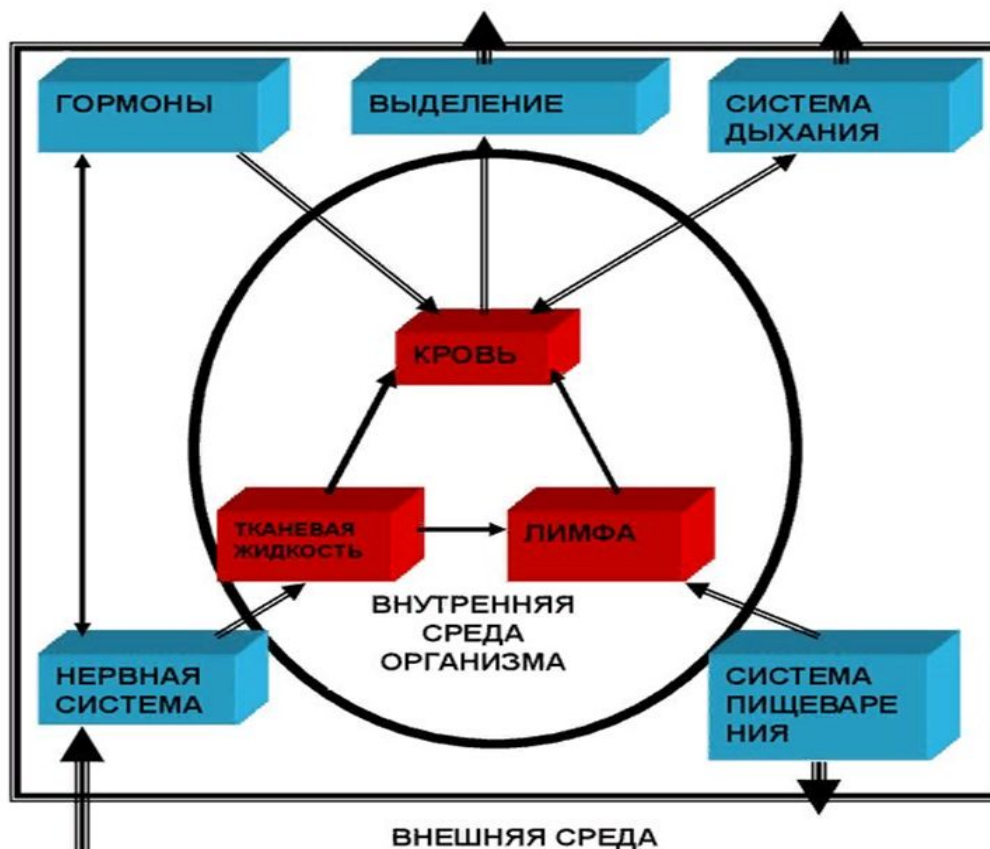 ГОРМОНЫ
ВЫДЕЛЕНИЕ
СИСТЕМА
ДЫХАНИЯ
КРОВЬ
ТКАНЕВАЯ
ЖИДКОСТЬ
ЛИМФА
ВНУТРЕННЯЯ
СРЕДА
ОРГАНИЗМА
НЕРВНАЯ
СИСТЕМА
СИСТЕМА
ПИЩЕВАРЕ
НИЯ
ВНЕШНЯЯ СРЕДА